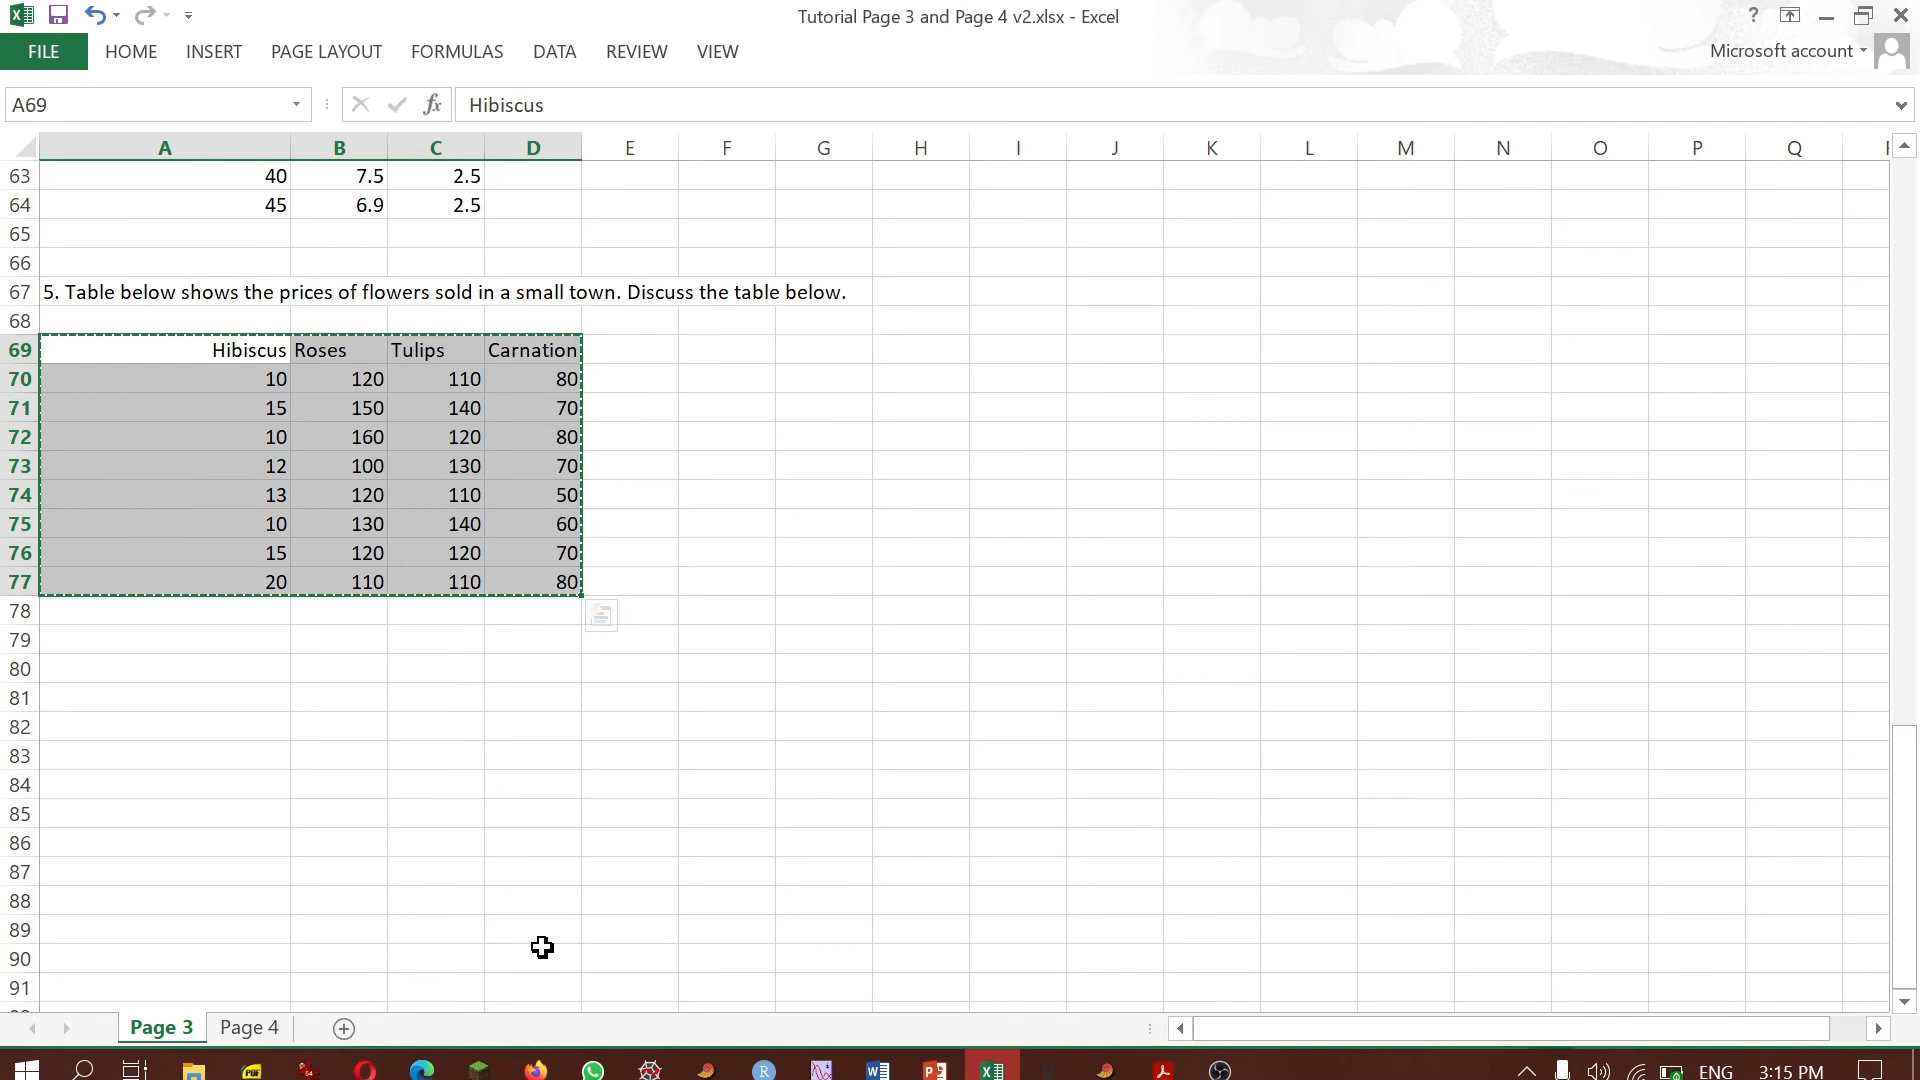 Tutorial Page 3 and Page 4 v2.xlsx - Excel
?
FILE HOME INSERT PAGE LAYOUT FORMULAS DATA REVIEW VIEW
Microsoft account
A69 fx Hibiscus
A B C D E F G H I J K L M N O P Q
63 40 7.5 2.5
64 45 6.9 2.5
65
66
67 5. Table below shows the prices of flowers sold in a small town. Discuss the table below.
68
69 Hibiscus Roses Tulips Carnation
70 10 120 110 80
71 15 150 140 70
72 10 160 120 80
73 12 100 130 70
74 13 120 110 50
75 10 130 140 60
76 15 120 120 70
77 20 110 110 80
78
79
80
81
82
83
84
85
86
87
88
89
90
91
Page 3 Page 4
ENG 3:15 PM